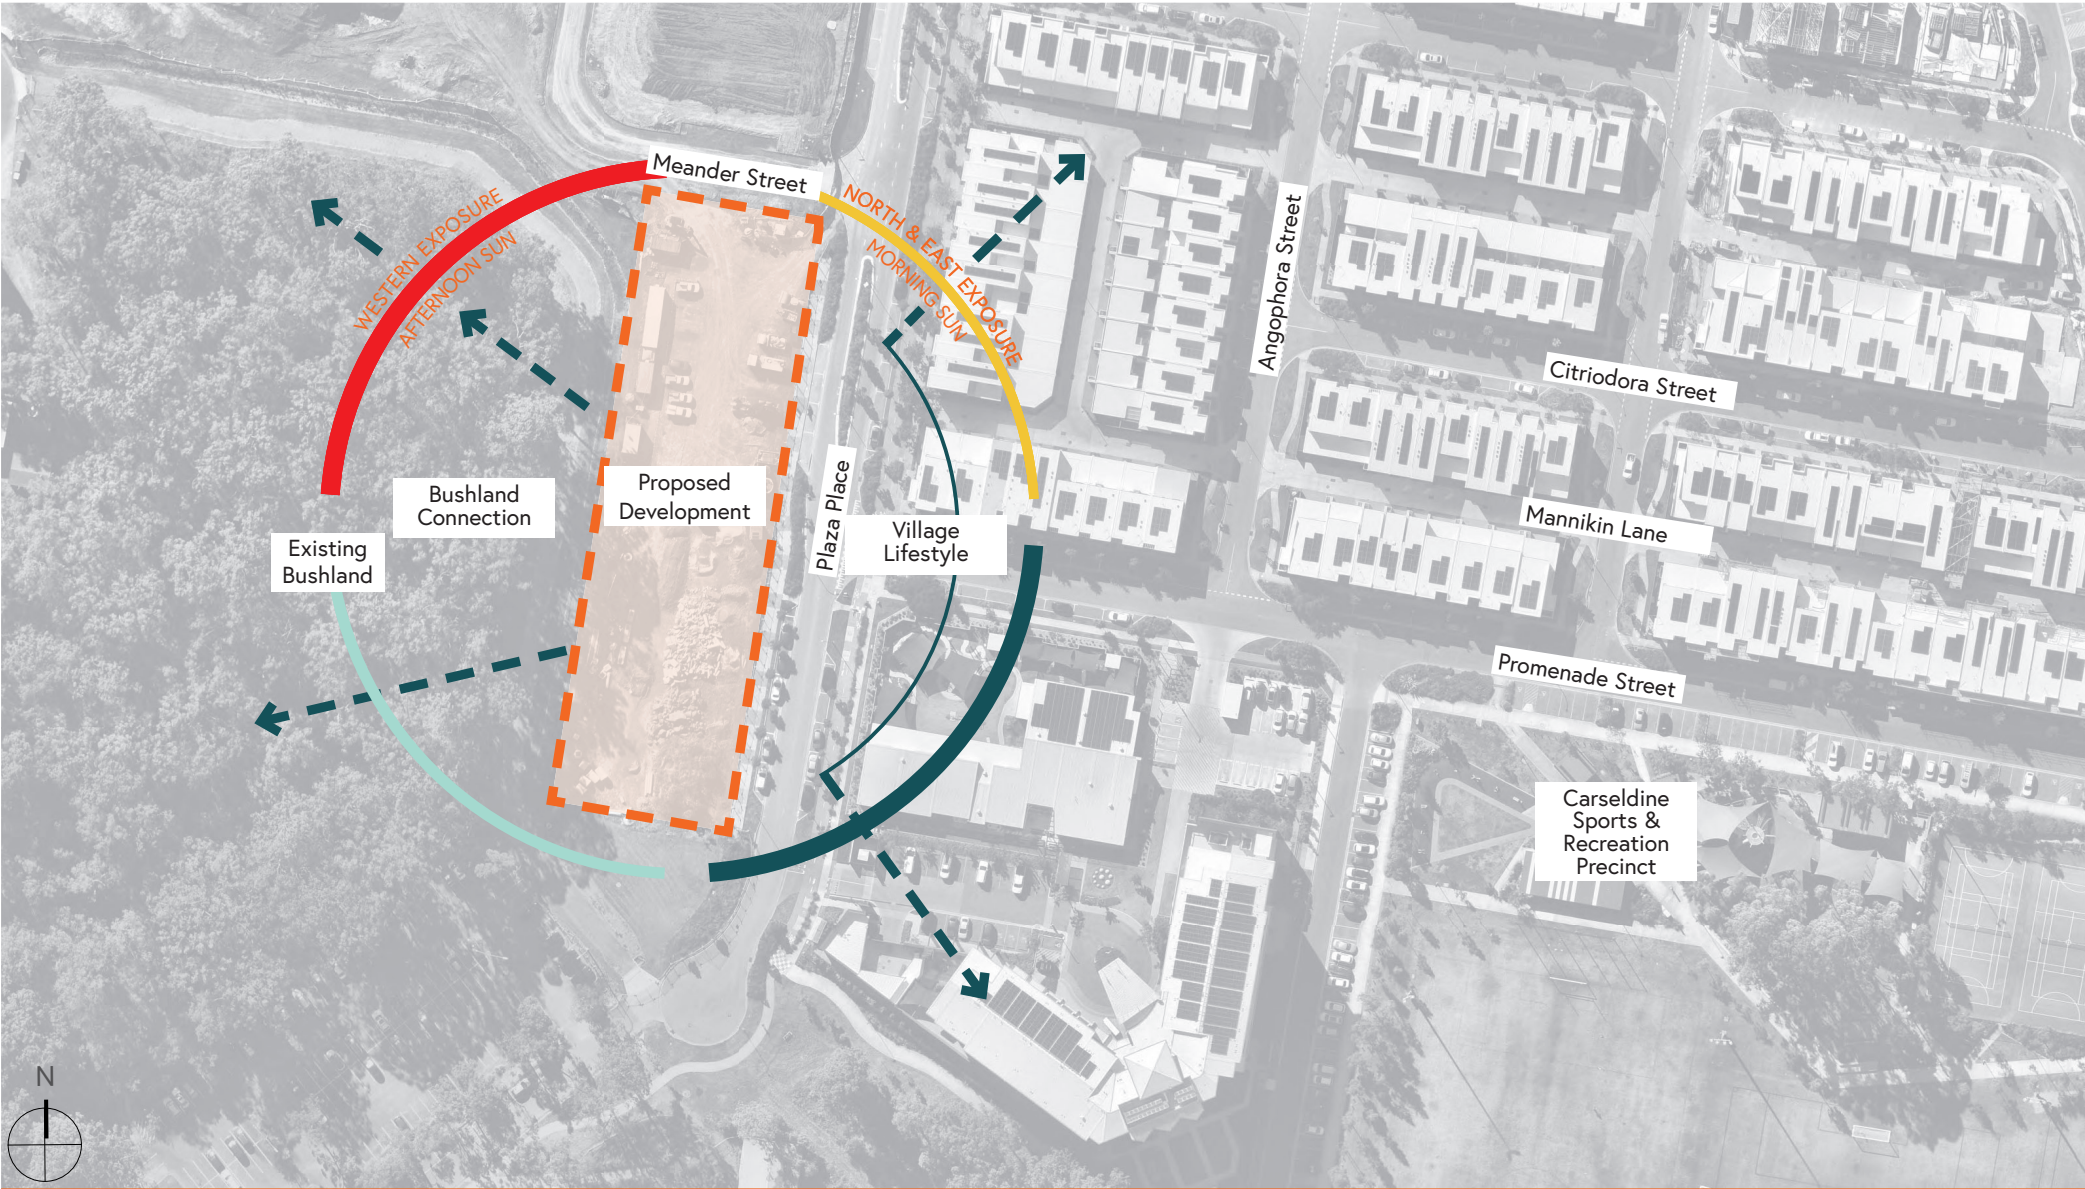 Meander Street
NORTH & EAST EXPOSURE
MORNING SUN
WESTERN EXPOSURE
AFTERNOON SUN
Angophora Street
Citriodora Street
Bushland
Connection
Proposed
Development
Plaza Place
Village
Lifestyle
Mannikin Lane
Existing
Bushland
Promenade Street
Carseldine
Sports &
Recreation
Precinct
N